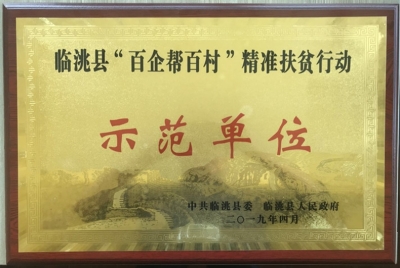 临洮县“百企帮百村”精准扶贫行动
示范单位
中共临洮县委 临洮县人民政府
二〇一九年四月